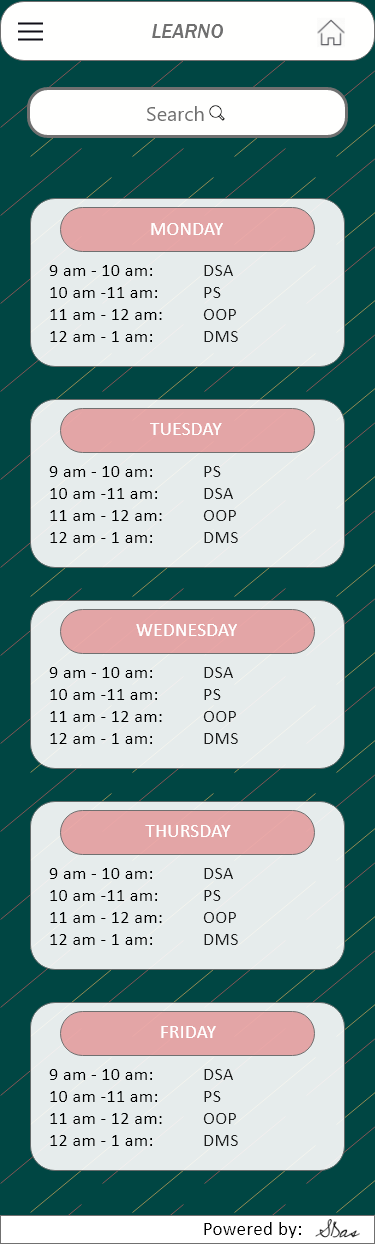 LEARNO
Search
MONDAY
9 am - 10 am: DSA
10 am -11 am: PS
11 am - 12 am: OOP
12 am - 1 am: DMS
TUESDAY
9 am - 10 am: PS
10 am -11 am: DSA
11 am - 12 am: OOP
12 am - 1 am: DMS
WEDNESDAY
9 am - 10 am: DSA
10 am -11 am: PS
11 am - 12 am: OOP
12 am - 1 am: DMS
THURSDAY
9 am - 10 am: DSA
10 am -11 am: PS
11 am - 12 am: OOP
12 am - 1 am: DMS
FRIDAY
9 am - 10 am: DSA
10 am -11 am: PS
11 am - 12 am: OOP
12 am - 1 am: DMS
Powered by: SDas